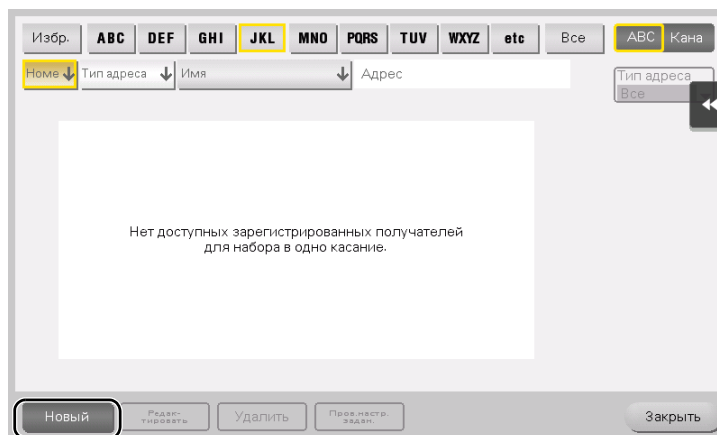 Избр. ABC DEF GHI JKL MNO PQRS TUV WXYZ etc Все ABC Кана
Номе Тип адреса Имя Адрес
Тип адреса
Все
Нет доступных зарегистрированных получателей
для набора в одно касание.
Новый Редак-
тировать Удалить Пров.настр.
задан. Закрыть